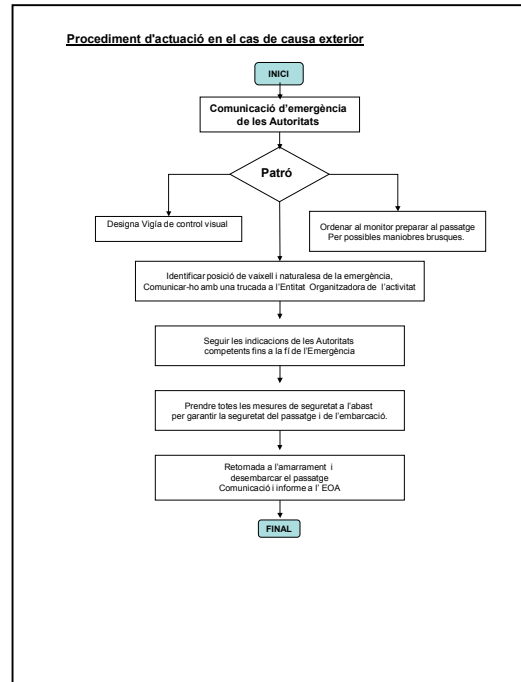 Procediment d'actuació en el cas de causa exterior
INICI
Comunicació d'emergència
de les Autoritats
Patró
Designa Vigía de control visual
Ordenar al monitor preparar al passatge
Per possibles maniobres brusques.
Identificar posició de vaixell i naturalesa de la emergència,
Comunicar-ho amb una trucada a l'Entitat Organitzadora de l'activitat
Seguir les indicacions de les Autoritats
competents fins a la fí de l'Emergència
Prendre totes les mesures de seguretat a l'abast
per garantir la seguretat del passatge i de l'embarcació.
Retornada a l'amarrament i
desembarcar el passatge
Comunicació i informe a l' EOA
FINAL